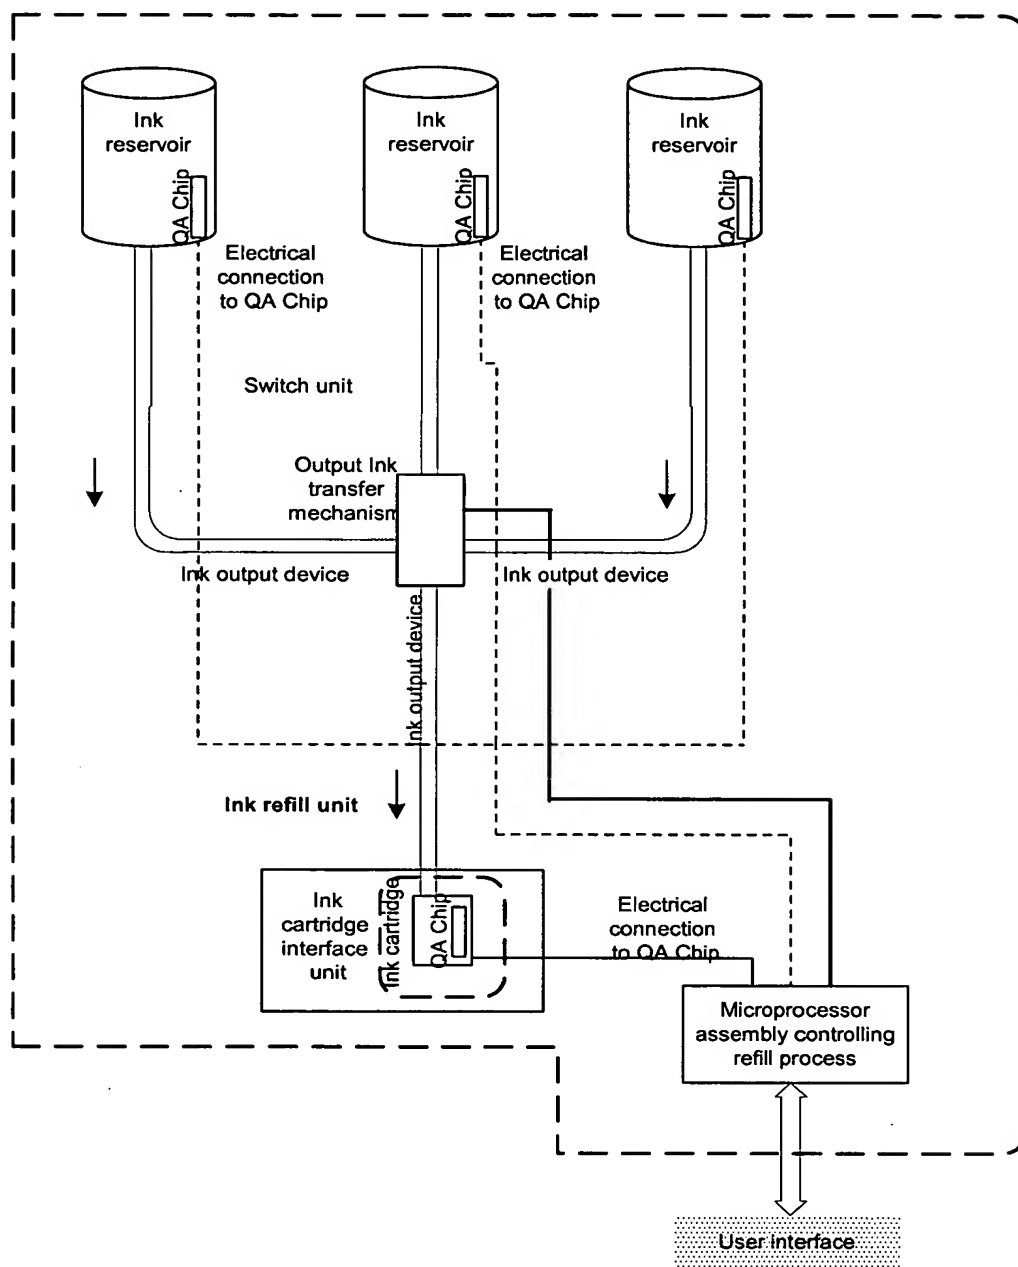 Ink
reservoir
QA Chip
Ink
reservoir
QA Chip
Ink
reservoir
QA Chip
Electrical
connection
to QA Chip
Electrical
connection
to QA Chip
Switch unit
Output Ink
transfer
mechanism
Ink output device
Ink output device
Ink output device
Ink refill unit
Ink
cartridge
interface
unit
Ink cartridge
QA Chip
Electrical
connection
to QA Chip
Microprocessor
assembly controlling
refill process
User interface